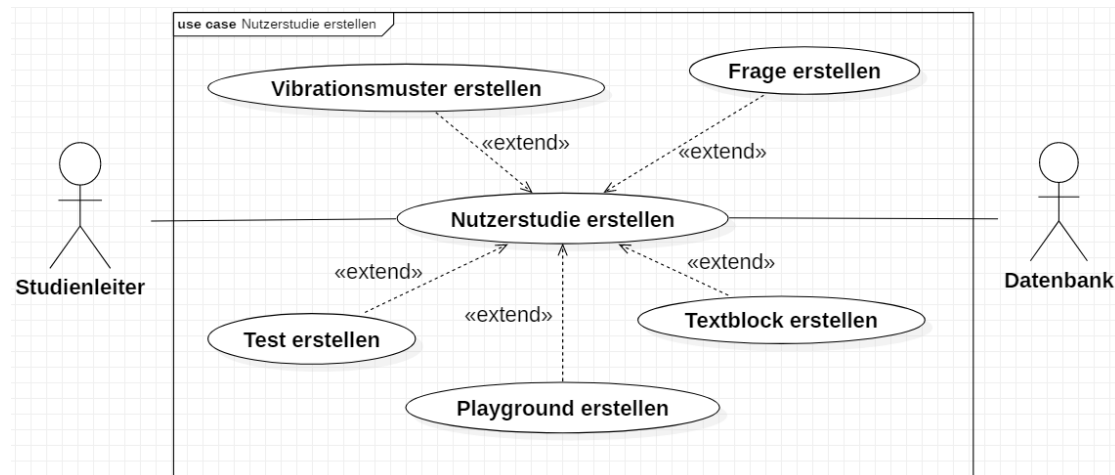 use case Nutzerstudie erstellen
Frage erstellen
Vibrationsmuster erstellen
«extend»
«extend»
Nutzerstudie erstellen
Studienleiter
Datenbank
«extend»
«extend»
«extend»
Textblock erstellen
Test erstellen
Playground erstellen